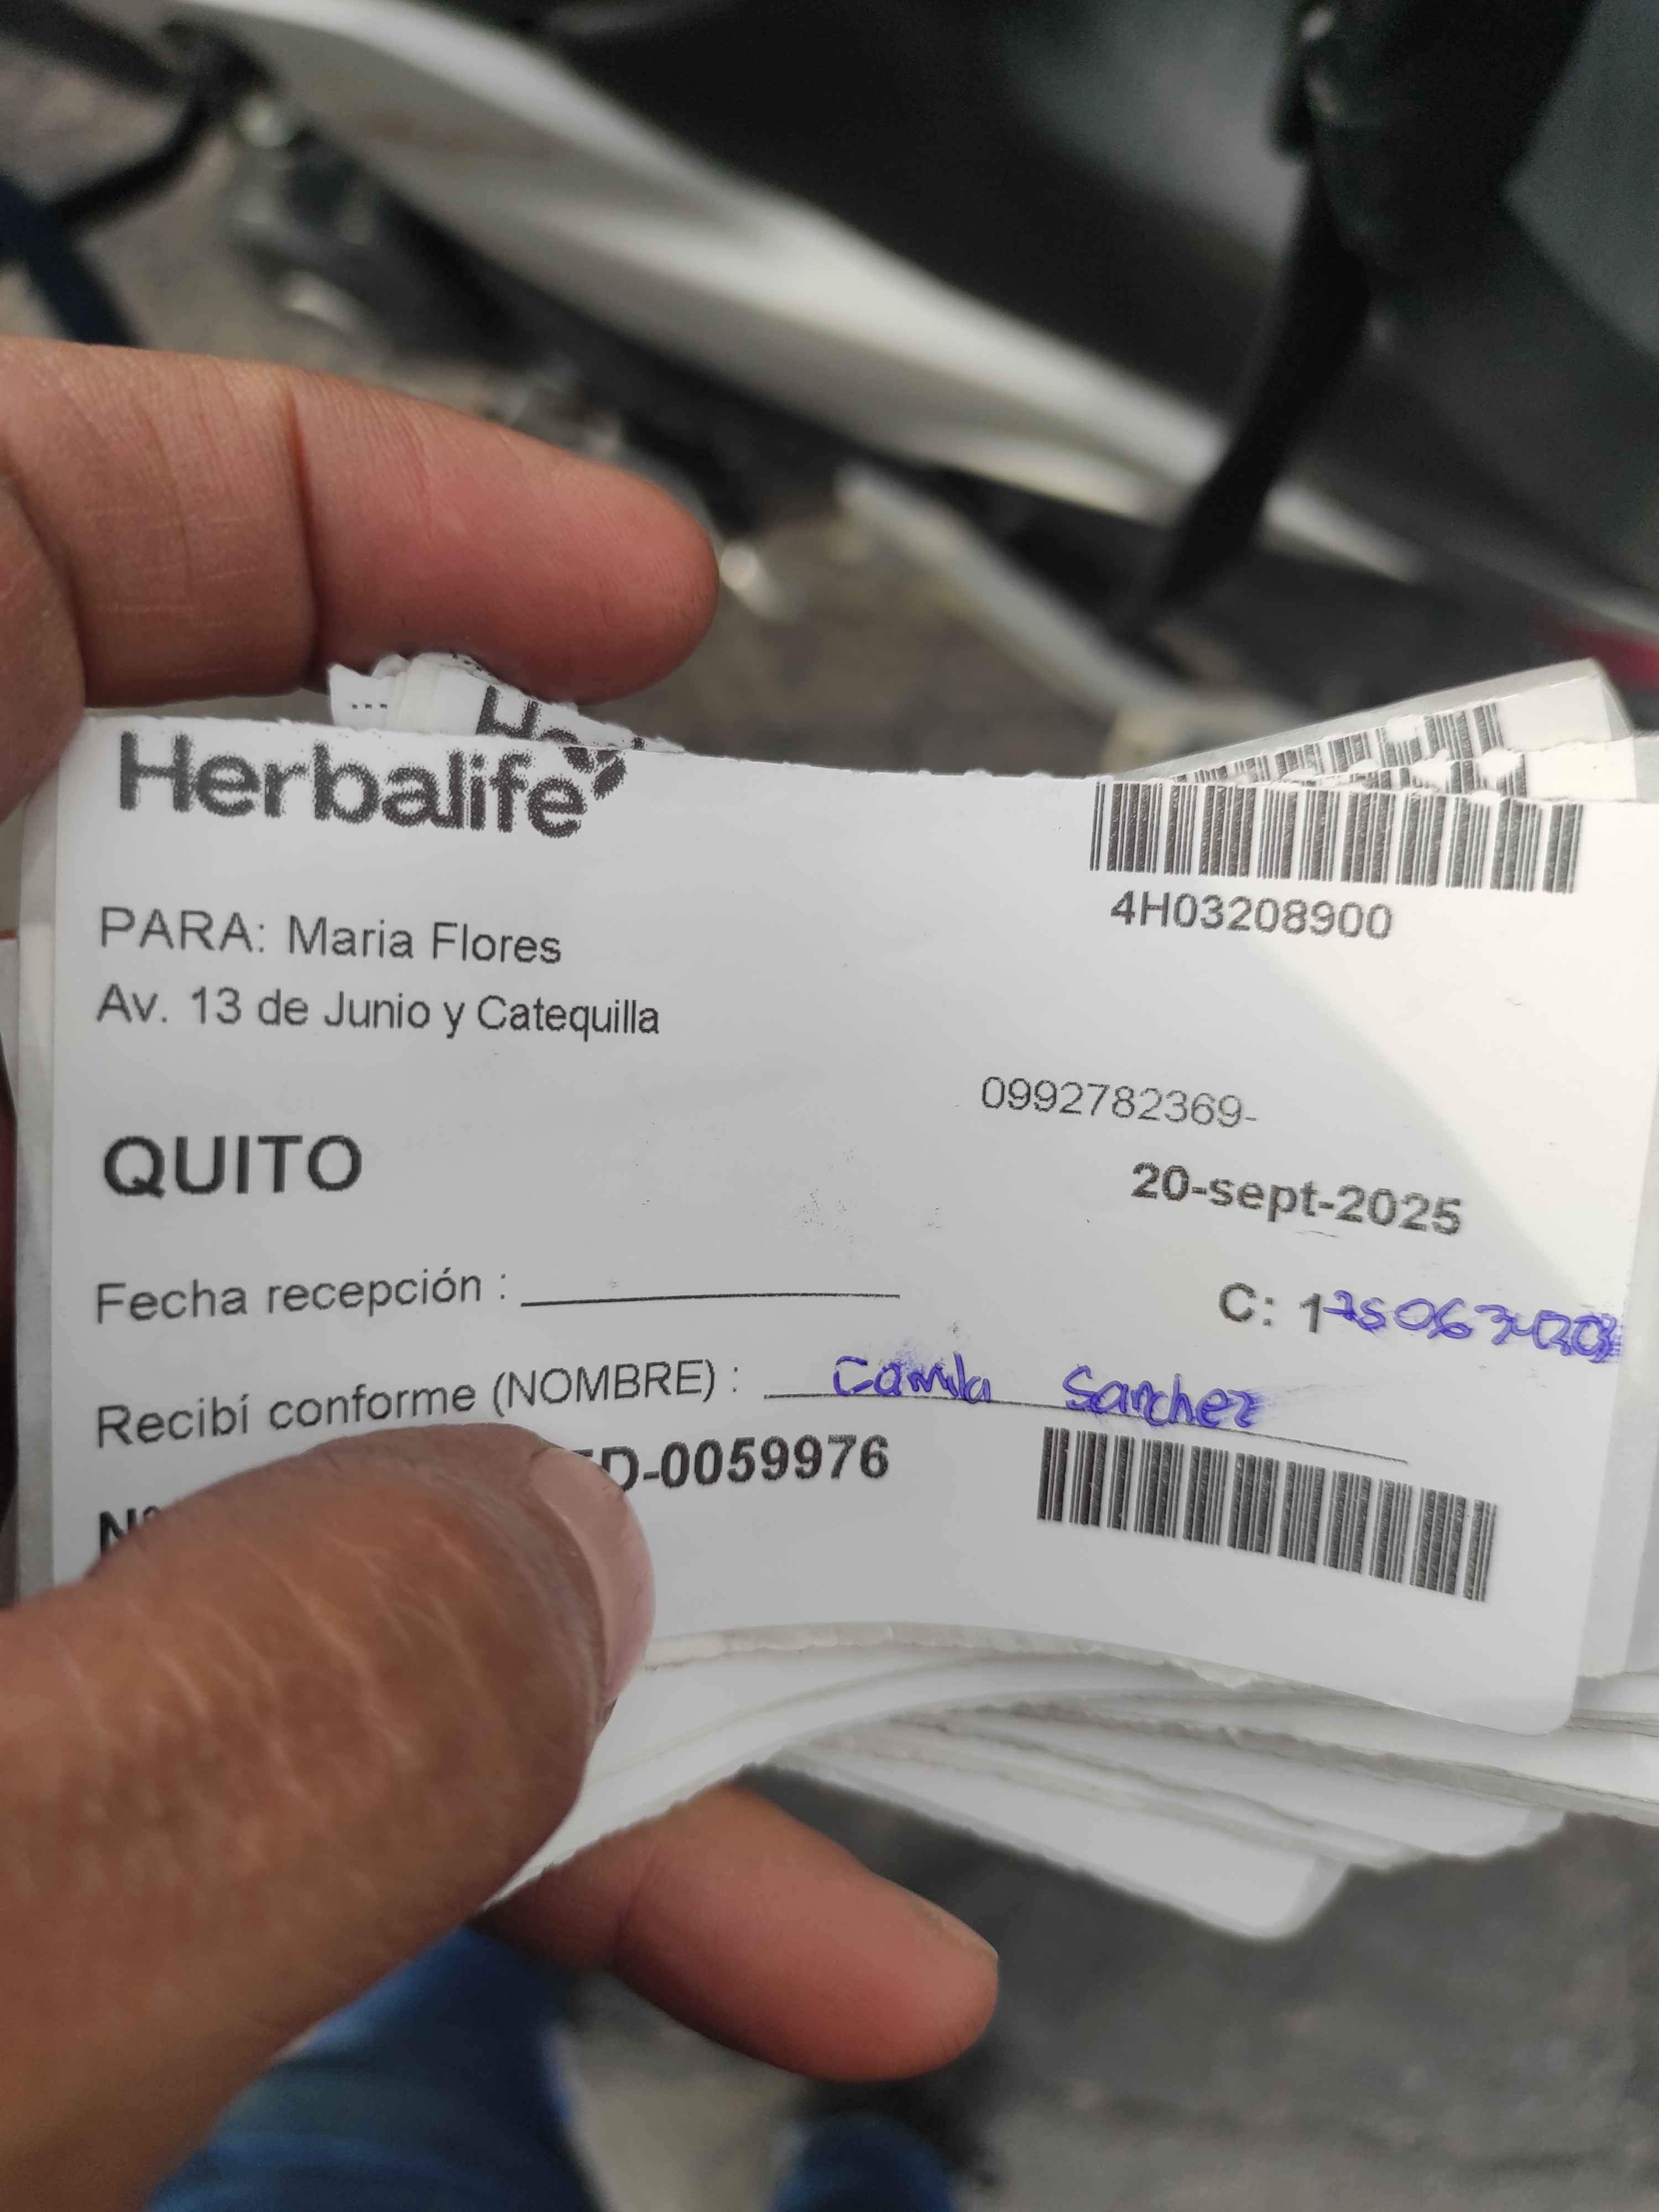 Herbalife
4H03208900
PARA: Maria Flores
Av. 13 de Junio y Catequilla
0992782369-
QUITO
20-sept-2025
Fecha recepción :
C: 1
Recibí conforme (NOMBRE) : Camila Sanchez
D-0059976